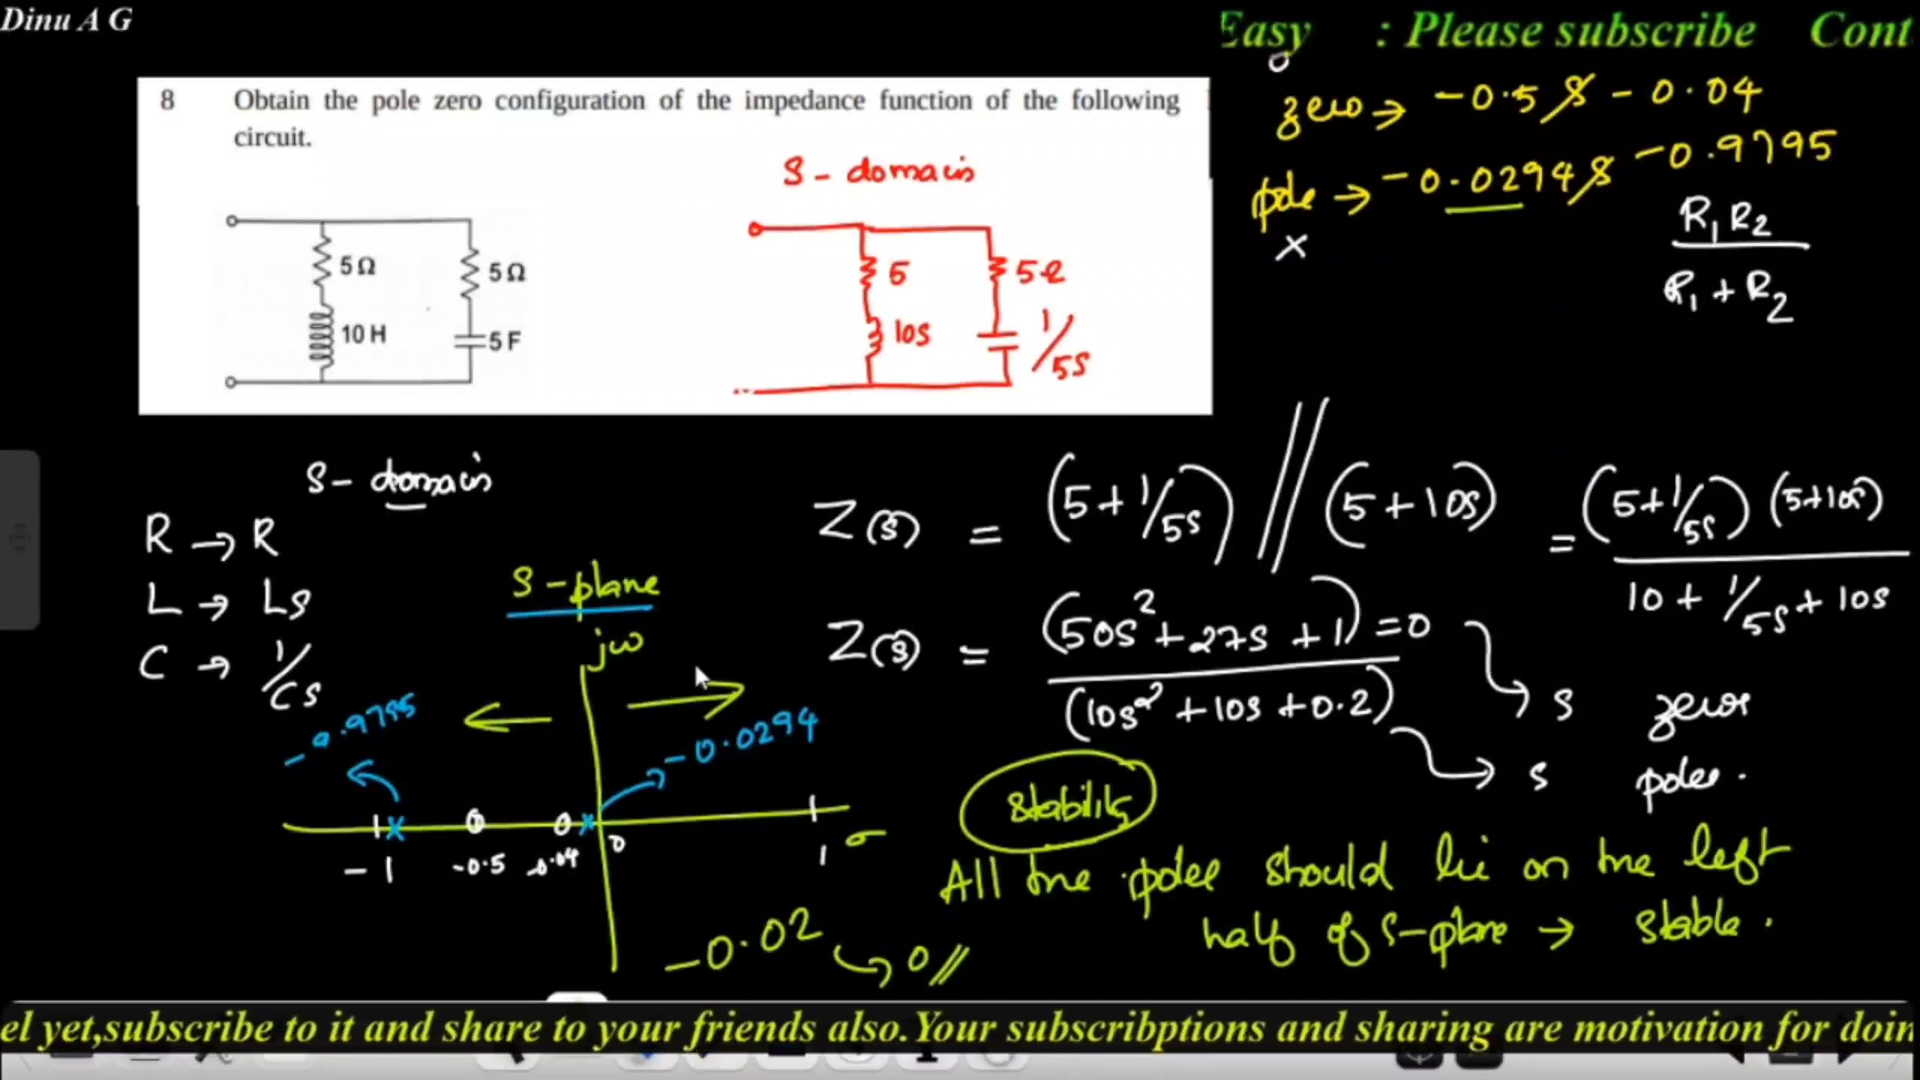 Dinu A G
Easy : Please subscribe Cont
8 Obtain the pole zero configuration of the impedance function of the following
circuit.
5 Ω
5 Ω
10 H
5 F
S - domain
5
5Ω
10s
1/5s
zero → -0.5 & -0.04
pole → -0.0294 & -0.9795
x
R₁ R₂
R₁ + R₂
S - domain
R → R
L → Ls
C → 1/Cs
Z(s) = (5+1/5s) // (5+10s) = (5+1/5s) (5+10s)
10 + 1/5s + 10s
Z(s) = (50s² + 27s + 1) = 0
(10s² + 10s + 0.2)
s zeros
s poles.
S - plane
jω
-0.9795
-0.0294
-1
-0.5
-0.04
0
1
σ
-0.02 → 0//
Stability
All the poles should lie on the left
half of s-plane → stable.
el yet,subscribe to it and share to your friends also.Your subscribptions and sharing are motivation for doin